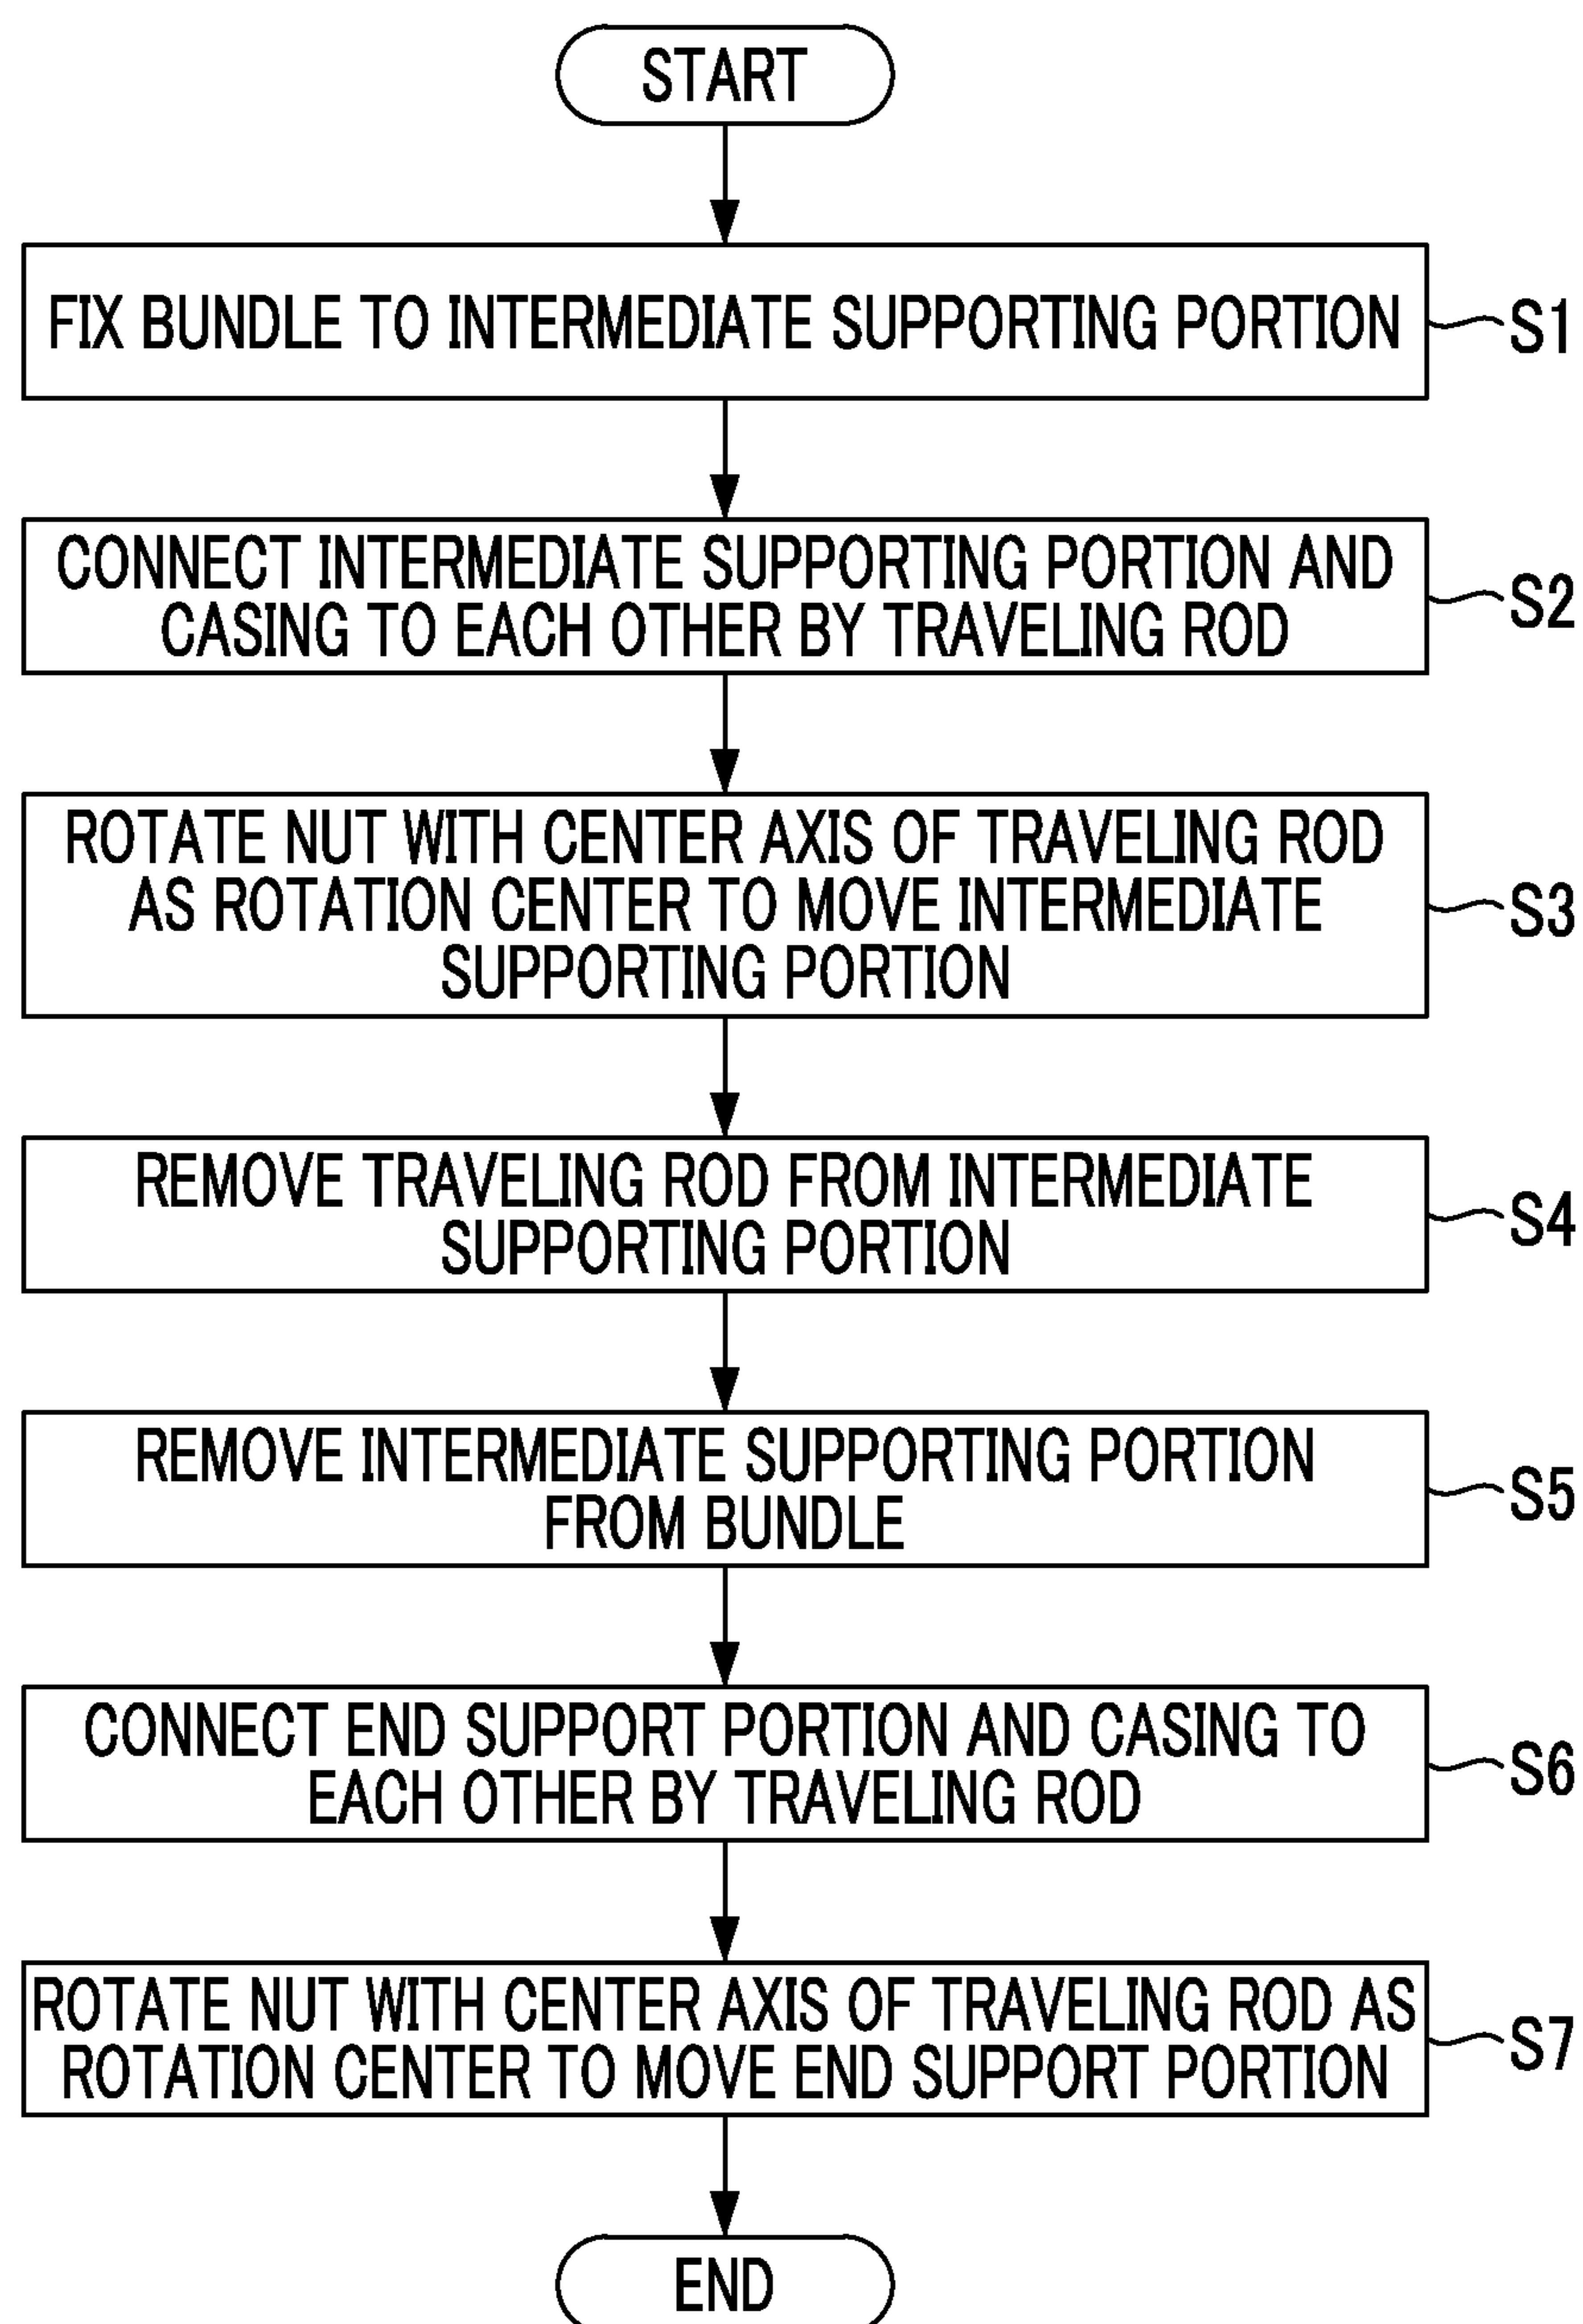 START
FIX BUNDLE TO INTERMEDIATE SUPPORTING PORTION
S1
CONNECT INTERMEDIATE SUPPORTING PORTION AND
CASING TO EACH OTHER BY TRAVELING ROD
S2
ROTATE NUT WITH CENTER AXIS OF TRAVELING ROD
AS ROTATION CENTER TO MOVE INTERMEDIATE
SUPPORTING PORTION
S3
REMOVE TRAVELING ROD FROM INTERMEDIATE
SUPPORTING PORTION
S4
REMOVE INTERMEDIATE SUPPORTING PORTION
FROM BUNDLE
S5
CONNECT END SUPPORT PORTION AND CASING TO
EACH OTHER BY TRAVELING ROD
S6
ROTATE NUT WITH CENTER AXIS OF TRAVELING ROD AS
ROTATION CENTER TO MOVE END SUPPORT PORTION
S7
END